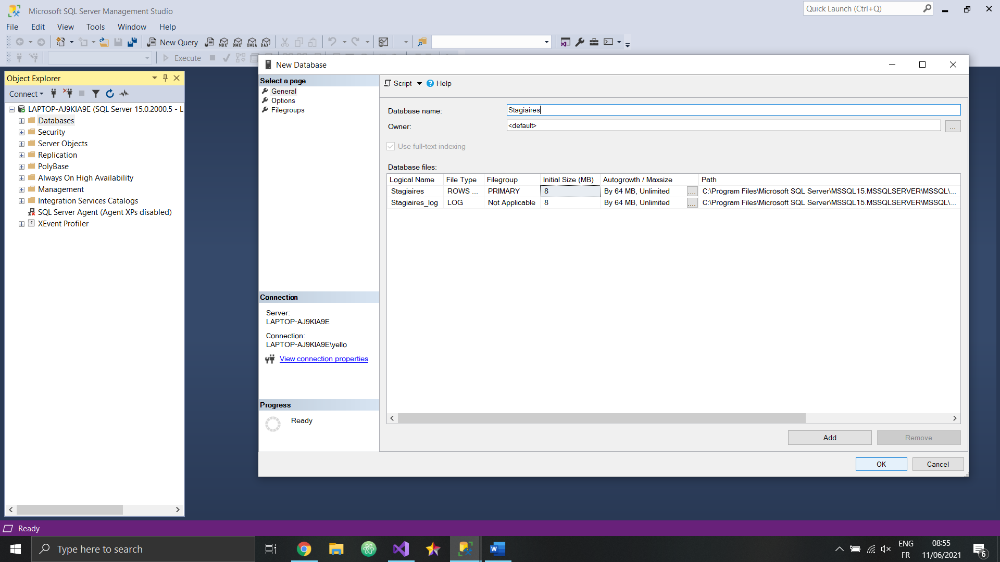 Microsoft SQL Server Management Studio
Quick Launch (Ctrl+Q)
File Edit View Tools Window Help
New Query MDX DMX XMLA DAX
Execute
New Database
Object Explorer
Connect
LAPTOP-AJ9KIA9E (SQL Server 15.0.2000.5 - L
Databases
Security
Server Objects
Replication
PolyBase
Always On High Availability
Management
Integration Services Catalogs
SQL Server Agent (Agent XPs disabled)
XEvent Profiler
Select a page
General
Options
Filegroups
Connection
Server:
LAPTOP-AJ9KIA9E
Connection:
LAPTOP-AJ9KIA9E\yello
View connection properties
Progress
Ready
Script Help
Database name: Stagiaires
Owner: <default> ...
Use full-text indexing
Database files:
Logical Name File Type Filegroup Initial Size (MB) Autogrowth / Maxsize Path
Stagiaires ROWS ... PRIMARY 8 By 64 MB, Unlimited .... C:\Program Files\Microsoft SQL Server\MSSQL15.MSSQLSERVER\MSSQL\...
Stagiaires_log LOG Not Applicable 8 By 64 MB, Unlimited .... C:\Program Files\Microsoft SQL Server\MSSQL15.MSSQLSERVER\MSSQL\...
Add Remove
OK Cancel
Ready
Type here to search
ENG
FR
08:55
11/06/2021
6